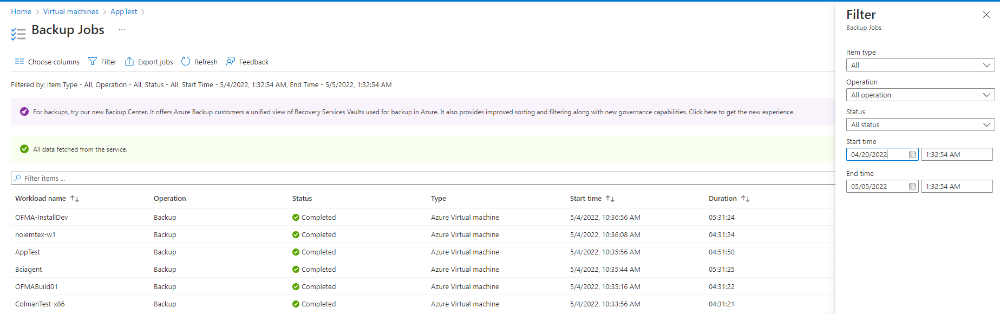 Home > Virtual machines > AppTest >
Backup Jobs ...
Choose columns Filter Export jobs Refresh Feedback
Filtered by: Item Type - All, Operation - All, Status - All, Start Time - 5/4/2022, 1:32:54 AM, End Time - 5/5/2022, 1:32:54 AM
For backups, try our new Backup Center. It offers Azure Backup customers a unified view of Recovery Services Vaults used for backup in Azure. It also provides improved sorting and filtering along with new governance capabilities. Click here to get the new experience.
All data fetched from the service.
Filter items ...
Workload name Operation Status Type Start time Duration
OFMA-InstallDev Backup Completed Azure Virtual machine 5/4/2022, 10:36:56 AM 05:31:24
noiemtex-w1 Backup Completed Azure Virtual machine 5/4/2022, 10:36:08 AM 04:31:24
AppTest Backup Completed Azure Virtual machine 5/4/2022, 10:35:56 AM 04:51:50
Bciagent Backup Completed Azure Virtual machine 5/4/2022, 10:35:44 AM 05:31:25
OFMABuild01 Backup Completed Azure Virtual machine 5/4/2022, 10:35:16 AM 04:31:22
ColmanTest-x86 Backup Completed Azure Virtual machine 5/4/2022, 10:33:56 AM 04:31:21
Filter
Backup Jobs
Item type
All
Operation
All operation
Status
All status
Start time
04/20/2022 1:32:54 AM
End time
05/05/2022 1:32:54 AM